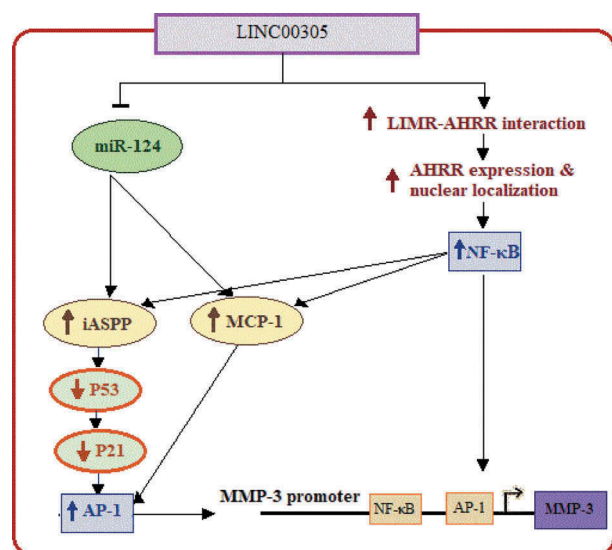 LINC00305
LIMR-AHRR interaction
miR-124
AHRR expression &
nuclear localization
NF-κB
iASPP
MCP-1
P53
P21
AP-1
MMP-3 promoter
NF-κB
AP-1
MMP-3